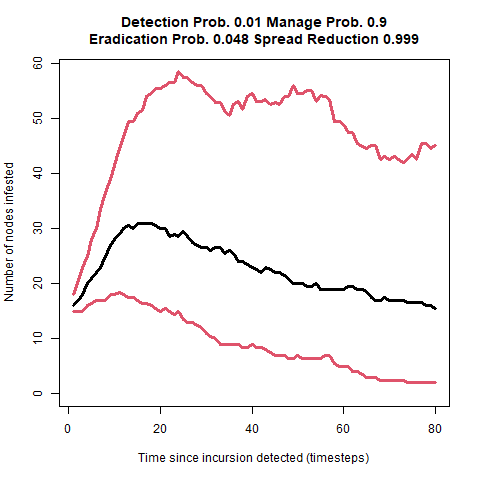 Detection Prob. 0.01 Manage Prob. 0.9
Eradication Prob. 0.048 Spread Reduction 0.999
Number of nodes infested
60
50
40
30
20
10
0
0 20 40 60 80
Time since incursion detected (timesteps)